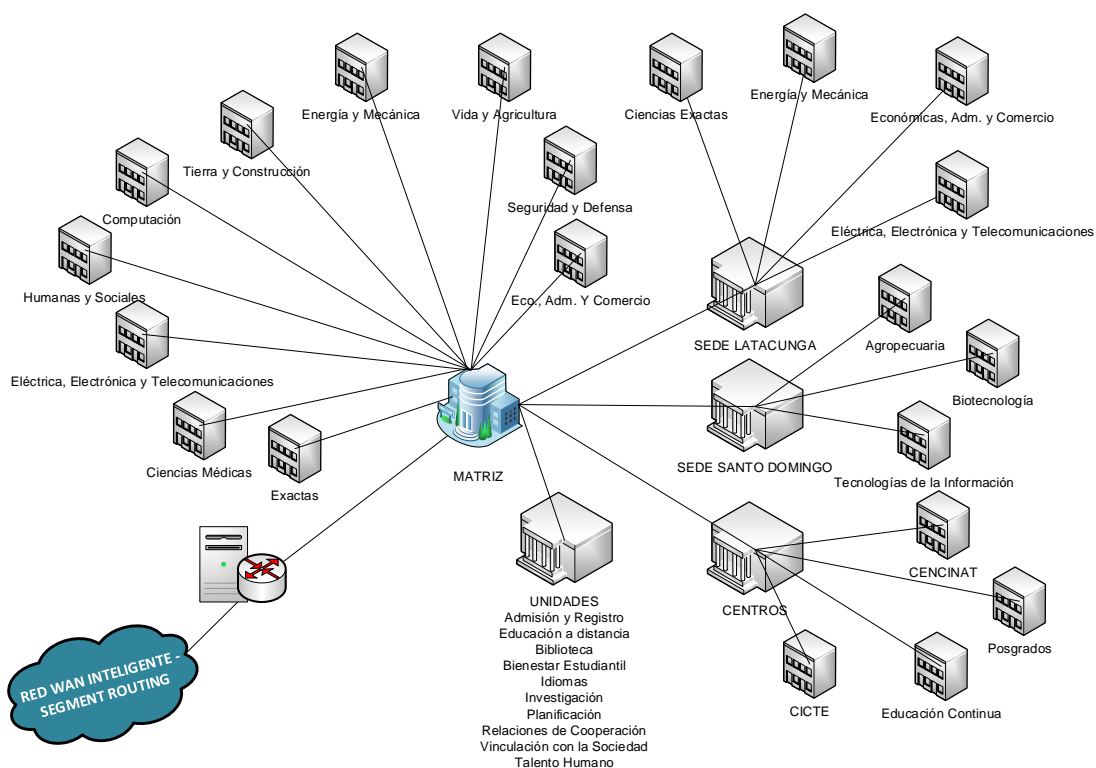 Energía y Mecánica
Vida y Agricultura
Ciencias Exactas
Energía y Mecánica
Económicas, Adm. y Comercio
Tierra y Construcción
Computación
Seguridad y Defensa
Eléctrica, Electrónica y Telecomunicaciones
Humanas y Sociales
Eco., Adm. Y Comercio
SEDE LATACUNGA
Agropecuaria
Eléctrica, Electrónica y Telecomunicaciones
Biotecnología
Ciencias Médicas
MATRIZ
SEDE SANTO DOMINGO
Tecnologías de la Información
Exactas
CENCINAT
UNIDADES
Admisión y Registro
Educación a distancia
Biblioteca
Bienestar Estudiantil
Idiomas
Investigación
Planificación
Relaciones de Cooperación
Vinculación con la Sociedad
Talento Humano
CENTROS
Posgrados
CICTE
Educación Continua
RED WAN INTELIGENTE -
SEGMENT ROUTING